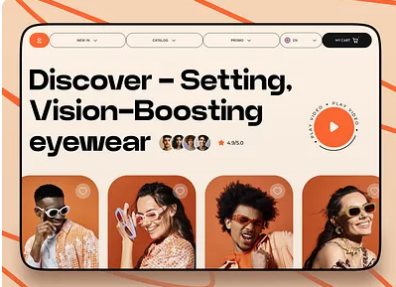 NEW IN
CATALOG
PROMO
EN
MY CART
Discover – Setting,
Vision–Boosting
eyewear
4.9/5.0
PLAY VIDEO • PLAY VIDEO •